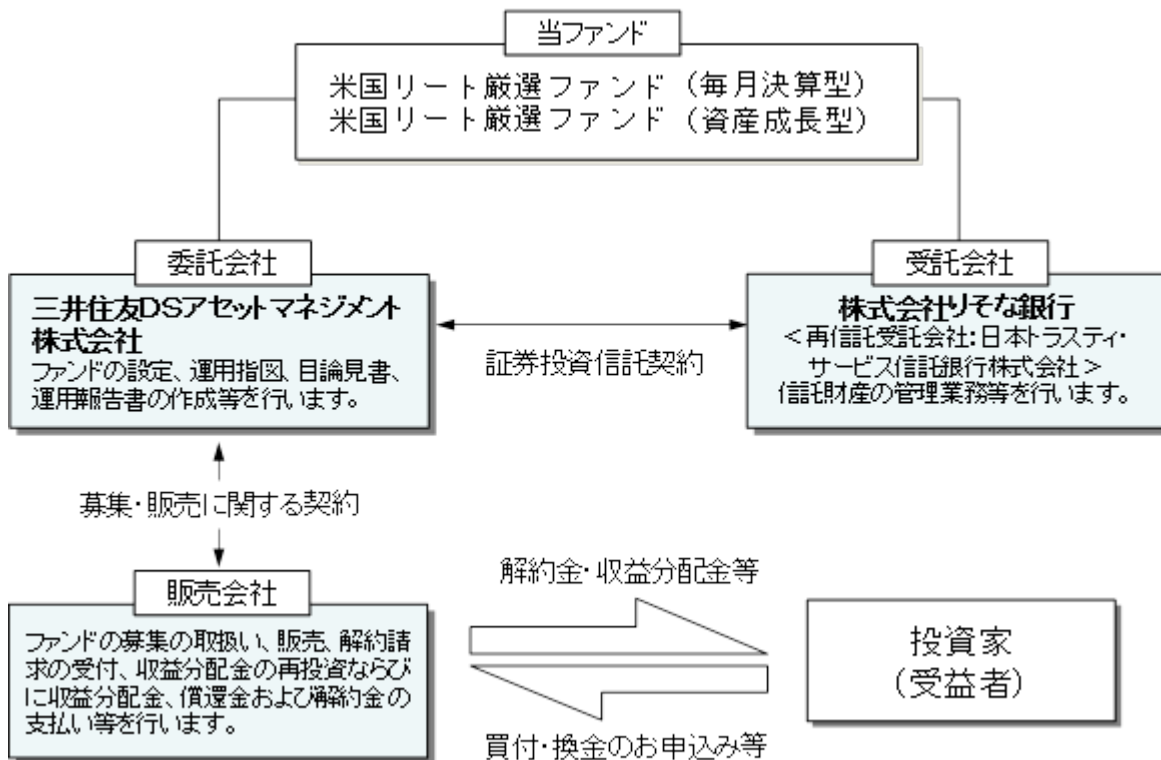 当ファンド
米国リート厳選ファンド（毎月決算型）
米国リート厳選ファンド（資産成長型）
委託会社
三井住友DSアセットマネジメント
株式会社
ファンドの設定、運用指図、目論見書、
運用報告書の作成等を行います。
証券投資信託契約
受託会社
株式会社りそな銀行
＜再信託受託会社：日本トラスティ・
サービス信託銀行株式会社＞
信託財産の管理業務等を行います。
募集・販売に関する契約
販売会社
ファンドの募集の取扱い、販売、解約請
求の受付、収益分配金の再投資ならび
に収益分配金、償還金および解約金の
支払い等を行います。
解約金・収益分配金等
買付・換金のお申込み等
投資家
（受益者）